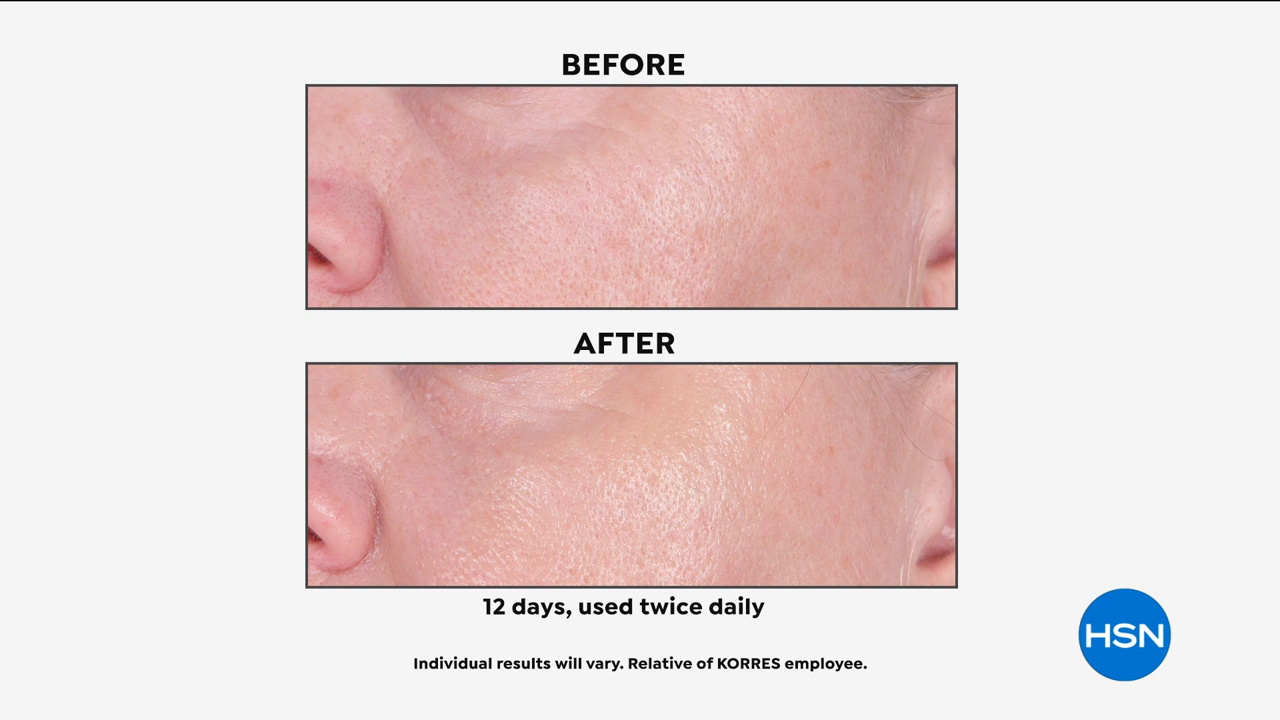 BEFORE
AFTER
12 days, used twice daily
Individual results will vary. Relative of KORRES employee.
HSN